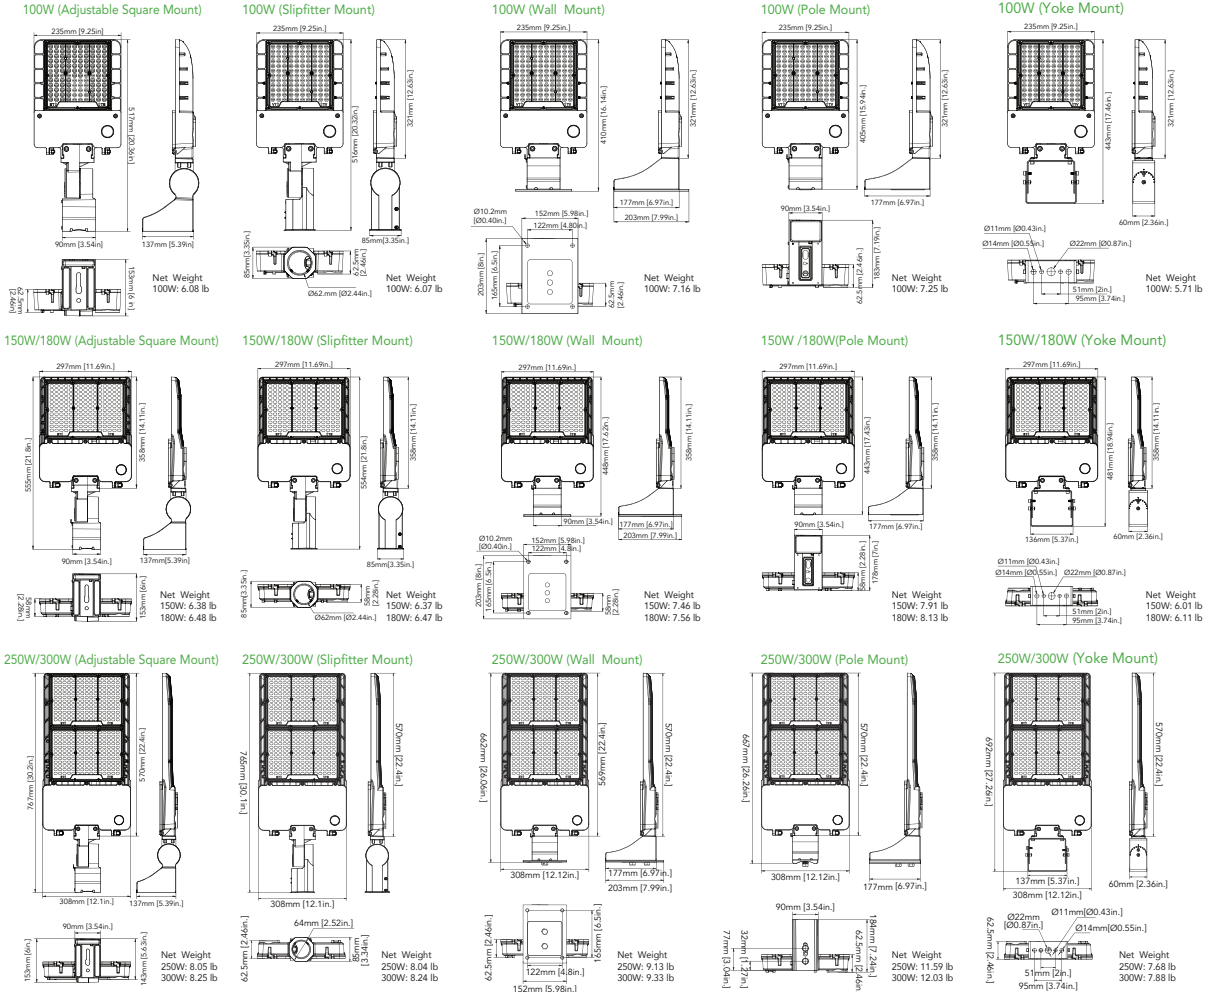 100W (Adjustable Square Mount)
235mm [9.25in]
517mm [20.36in]
321mm [12.63in.]
90mm [3.54in]
137mm [5.39in]
62.5mm [2.46in]
153mm [6 in]
Net Weight
100W: 6.08 lb
100W (Slipfitter Mount)
235mm [9.25in.]
516mm [20.32in]
321mm [12.63in.]
85mm[3.35in.]
85mm[3.35in.]
62.5mm [2.46in.]
Ø62.mm [Ø2.44in.]
Net Weight
100W: 6.07 lb
100W (Wall Mount)
235mm [9.25in.]
410mm [16.14in]
321mm [12.63in.]
177mm [6.97in.]
203mm [7.99in.]
Ø10.2mm
[Ø0.40in.]
152mm [5.98in.]
122mm [4.80in.]
203mm [8in.]
165mm [6.5in.]
62.5mm [2.46in.]
Net Weight
100W: 7.16 lb
100W (Pole Mount)
235mm [9.25in.]
405mm [15.94in.]
321mm [12.63in.]
177mm [6.97in.]
90mm [3.54in.]
62.5mm [2.46in.]
183mm [7.19in.]
Net Weight
100W: 7.25 lb
100W (Yoke Mount)
235mm [9.25in.]
443mm [17.46in]
321mm [12.63in.]
60mm [2.36in.]
Ø11mm [Ø0.43in.]
Ø14mm [Ø0.55in.]
Ø22mm [Ø0.87in.]
51mm [2in.]
95mm [3.74in.]
Net Weight
100W: 5.71 lb
150W/180W (Adjustable Square Mount)
297mm [11.69in.]
555mm [21.8in.]
358mm [14.11in.]
90mm [3.54in.]
137mm[5.39in]
58mm [2.28in]
153mm [6in.]
Net Weight
150W: 6.38 lb
180W: 6.48 lb
150W/180W (Slipfitter Mount)
297mm [11.69in.]
554mm [21.8in]
358mm [14.11in.]
85mm[3.35in.]
85mm[3.35in.]
58mm [2.28in.]
Ø62mm [Ø2.44in.]
Net Weight
150W: 6.37 lb
180W: 6.47 lb
150W/180W (Wall Mount)
297mm [11.69in.]
448mm [17.62in.]
358mm [14.11in.]
90mm [3.54in.]
177mm [6.97in.]
203mm [7.99in.]
Ø10.2mm
[Ø0.40in.]
152mm [5.98in.]
122mm [4.8in.]
203mm [8in.]
165mm [6.5in.]
58mm [2.28in.]
Net Weight
150W: 7.46 lb
180W: 7.56 lb
150W /180W(Pole Mount)
297mm [11.69in.]
443mm [17.43in]
358mm [14.11in.]
177mm [6.97in.]
90mm [3.54in.]
58mm [2.28in.]
178mm [7in.]
Net Weight
150W: 7.91 lb
180W: 8.13 lb
150W/180W (Yoke Mount)
297mm [11.69in.]
481mm [18.94in.]
358mm [14.11in.]
136mm [5.37in.]
60mm [2.36in.]
Ø11mm [Ø0.43in.]
Ø14mm [Ø0.55in.]
Ø22mm [Ø0.87in.]
51mm [2in.]
95mm [3.74in.]
Net Weight
150W: 6.01 lb
180W: 6.11 lb
250W/300W (Adjustable Square Mount)
767mm [30.2in.]
570mm [22.4in.]
308mm [12.1in.]
137mm [5.39in.]
90mm [3.54in.]
153mm [6in.]
143mm [5.63in.]
Net Weight
250W: 8.05 lb
300W: 8.25 lb
250W/300W (Slipfitter Mount)
765mm [30.1in.]
570mm [22.4in.]
308mm [12.1in.]
64mm [2.52in.]
62.5mm [2.46in.]
85mm [3.34in.]
Net Weight
250W: 8.04 lb
300W: 8.24 lb
250W/300W (Wall Mount)
662mm [26.06in.]
569mm [22.4in.]
570mm [22.4in.]
308mm [12.12in.]
177mm [6.97in.]
203mm [7.99in.]
62.5mm [2.46in.]
165mm [6.5in.]
122mm [4.8in.]
152mm [5.98in.]
Net Weight
250W: 9.13 lb
300W: 9.33 lb
250W/300W (Pole Mount)
667mm [26.26in.]
570mm [22.4in.]
308mm [12.12in.]
177mm [6.97in.]
90mm [3.54in.]
77mm [3.04in.]
32mm [1.27in.]
62.5mm [2.46in.]
184mm [7.24in.]
Net Weight
250W: 11.59 lb
300W: 12.03 lb
250W/300W (Yoke Mount)
692mm [27.26in.]
570mm [22.4in.]
137mm [5.37in.]
308mm [12.12in.]
60mm [2.36in.]
Ø22mm
[Ø0.87in.]
Ø11mm[Ø0.43in.]
Ø14mm[Ø0.55in.]
62.5mm [2.46in.]
51mm [2in.]
95mm [3.74in.]
Net Weight
250W: 7.68 lb
300W: 7.88 lb